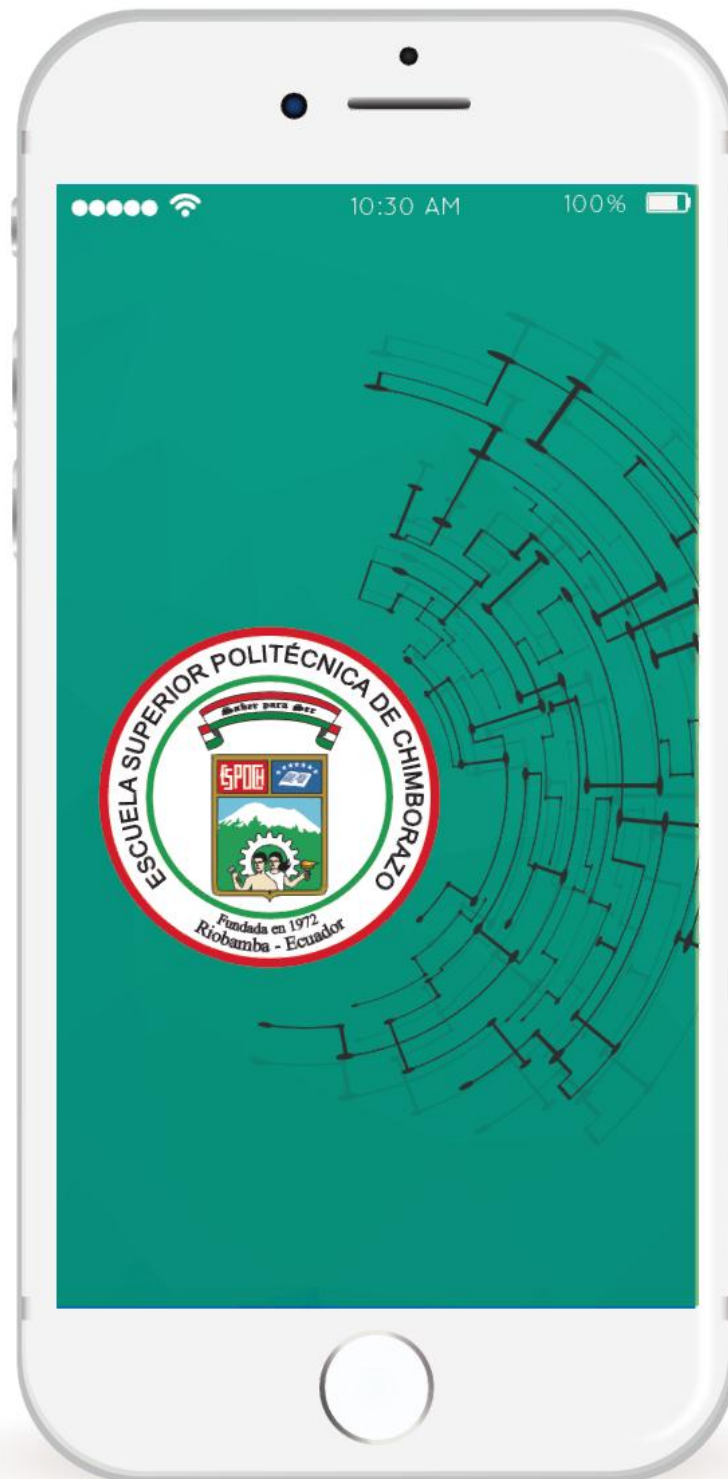 10:30 AM 100%
ESCUELA SUPERIOR POLITÉCNICA DE CHIMBORAZO
Saber para Ser
ESPOCH
Fundada en 1972
Riobamba - Ecuador